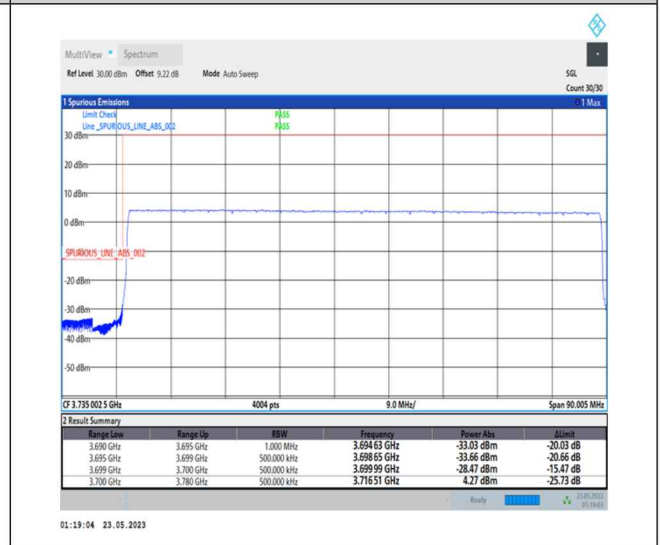 MultiView Spectrum
Ref Level 30.00 dBm Offset 9.22 dB Mode Auto Sweep SGL
Count 30/30
1 Spurious Emissions 1 Max
Limit Check PASS
Line _SPURIOUS_LINE_ABS_002 PASS
30 dBm
20 dBm
10 dBm
0 dBm
_SPURIOUS_LINE_ABS_002
-20 dBm
-30 dBm
-40 dBm
-50 dBm
CF 3.735 002 5 GHz 4004 pts 9.0 MHz/ Span 90.005 MHz
2 Result Summary
Range Low Range Up RBW Frequency Power Abs ΔLimit
3.690 GHz 3.695 GHz 1.000 MHz 3.694 63 GHz -33.03 dBm -20.03 dB
3.695 GHz 3.699 GHz 500.000 kHz 3.698 65 GHz -33.66 dBm -20.66 dB
3.699 GHz 3.700 GHz 500.000 kHz 3.699 99 GHz -28.47 dBm -15.47 dB
3.700 GHz 3.780 GHz 500.000 kHz 3.716 51 GHz 4.27 dBm -25.73 dB
Ready 23.05.2023
01:19:03
01:19:04 23.05.2023